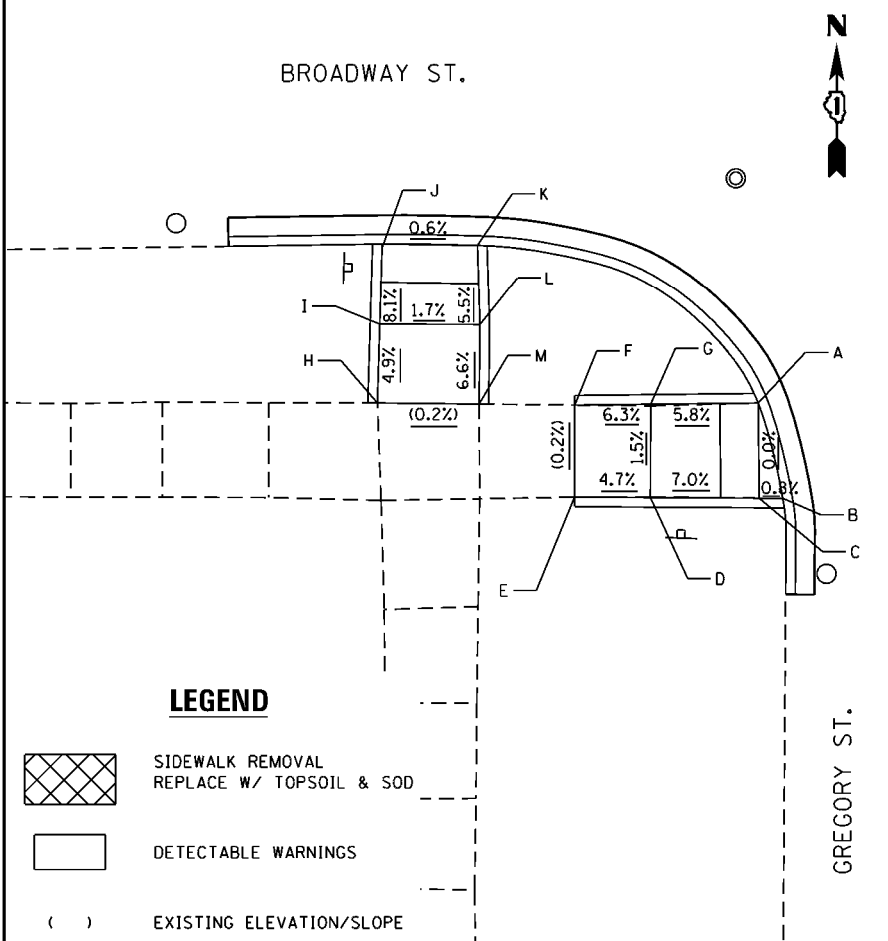 N
BROADWAY ST.
J
K
0.6%
8.1%
1.7%
5.5%
I
L
4.9%
6.6%
H
M
F
G
A
(0.2%)
6.3%
5.8%
(0.2%)
1.5%
0.0%
4.7%
7.0%
0.8%
B
C
E
D
LEGEND
SIDEWALK REMOVAL
REPLACE W/ TOPSOIL & SOD
DETECTABLE WARNINGS
( ) EXISTING ELEVATION/SLOPE
GREGORY ST.